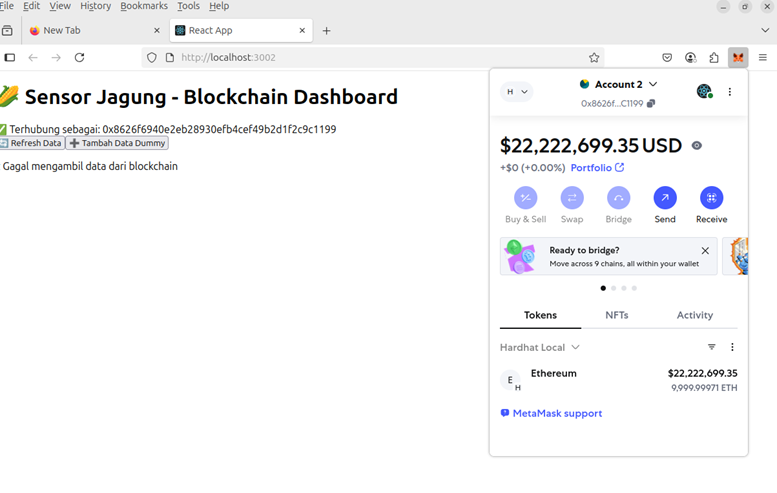 File Edit View History Bookmarks Tools Help
New Tab
React App
http://localhost:3002
🌽 Sensor Jagung - Blockchain Dashboard
✅ Terhubung sebagai: 0x8626f6940e2eb28930efb4cef49b2d1f2c9c1199
🔄 Refresh Data ➕ Tambah Data Dummy
Gagal mengambil data dari blockchain
H
Account 2
0x8626f...C1199
$22,222,699.35 USD
+$0 (+0.00%) Portfolio
Buy & Sell Swap Bridge Send Receive
Ready to bridge?
Move across 9 chains, all within your wallet
Tokens NFTs Activity
Hardhat Local
E H Ethereum $22,222,699.35
9,999.99971 ETH
MetaMask support